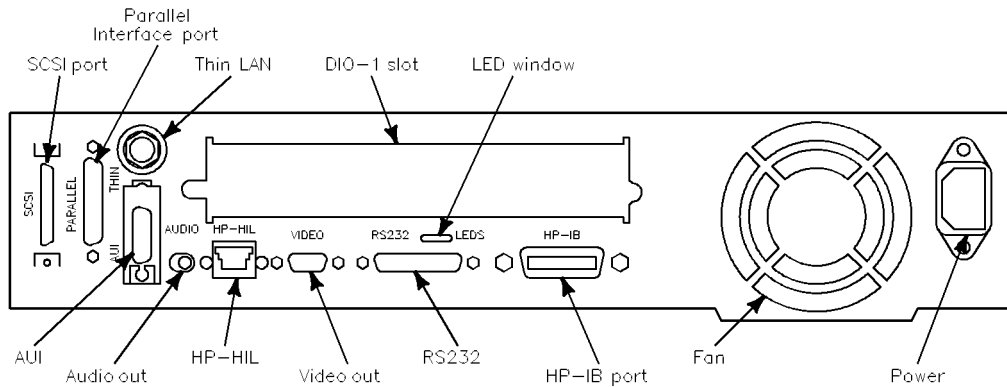 Parallel
Interface port
SCSI port
Thin LAN
DIO-1 slot
LED window
SCSI
PARALLEL
THIN
AUI
AUDIO
HP-HIL
VIDEO
RS232
LEDS
HP-IB
AUI
Audio out
HP-HIL
Video out
RS232
HP-IB port
Fan
Power